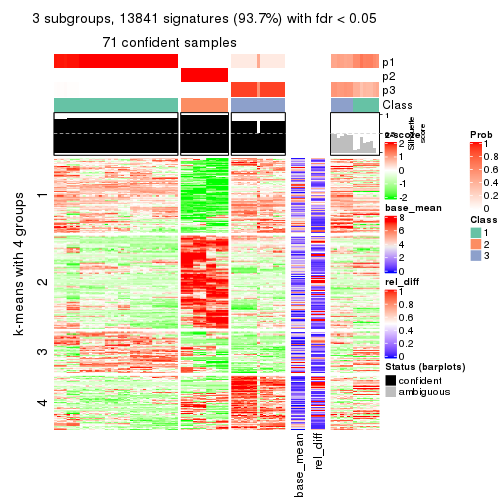 3 subgroups, 13841 signatures (93.7%) with fdr < 0.05
71 confident samples
p1
p2
p3
Class
1
0.5
Silhouette
score
k-means with 4 groups
1
2
3
4
base_mean
rel_diff
z-score
2
1
0
-1
-2
base_mean
8
6
4
2
0
rel_diff
1
0.8
0.6
0.4
0.2
0
Status (barplots)
confident
ambiguous
Prob
1
0.8
0.6
0.4
0.2
0
Class
1
2
3